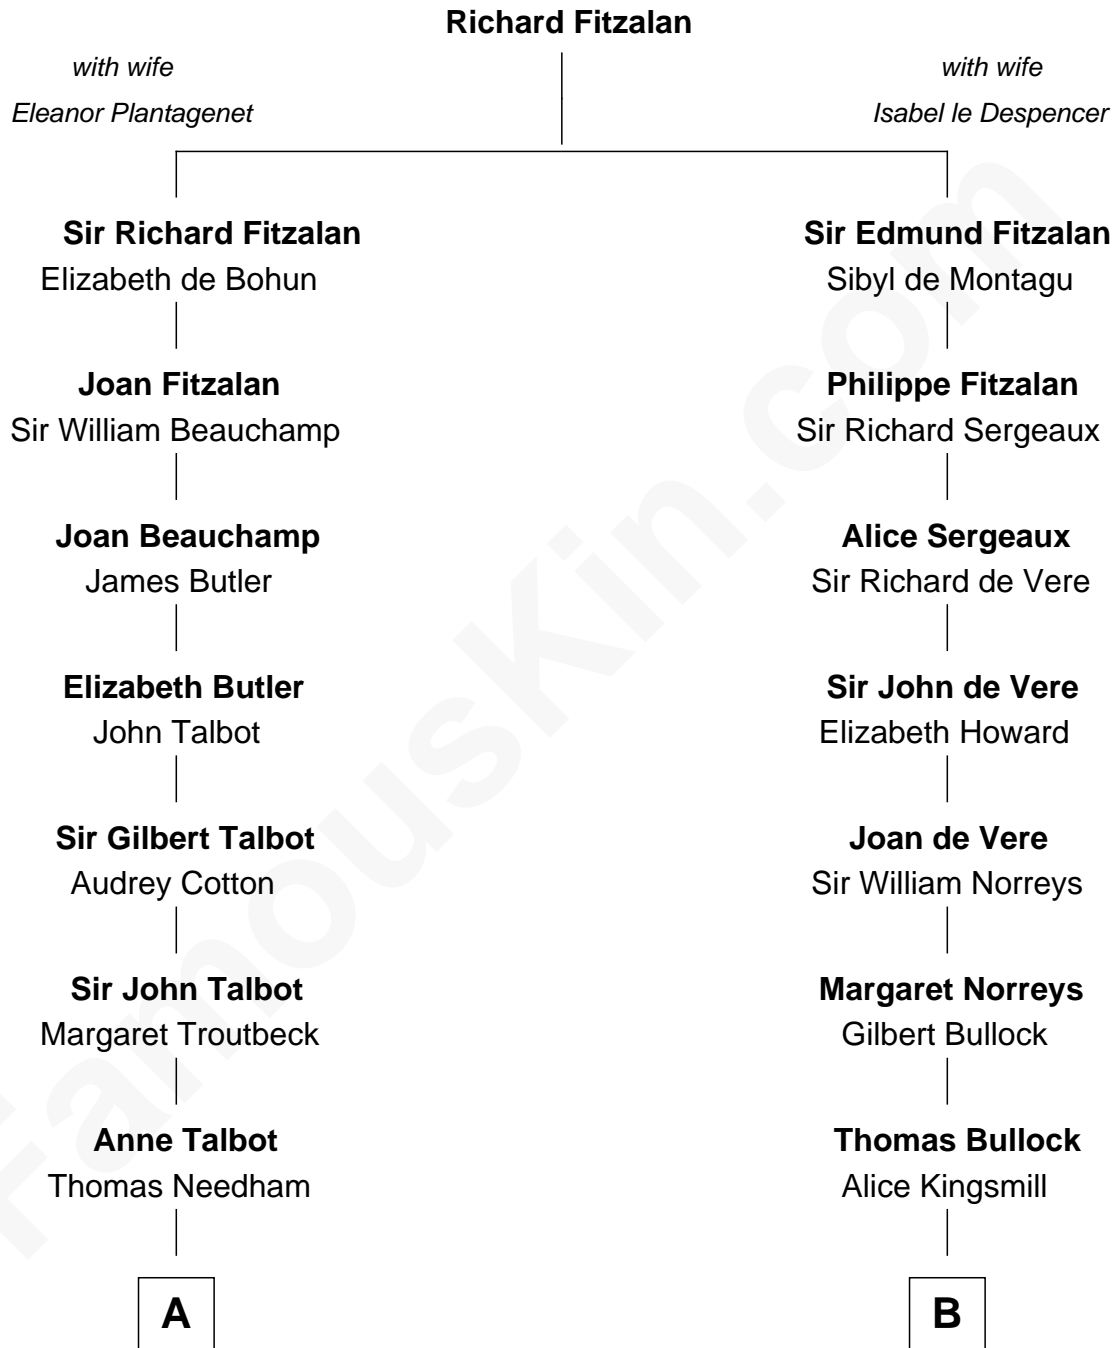 Richard Fitzalan
with wife
Eleanor Plantagenet
with wife
Isabel le Despencer
Sir Richard Fitzalan
Elizabeth de Bohun
Sir Edmund Fitzalan
Sibyl de Montagu
Joan Fitzalan
Sir William Beauchamp
Philippe Fitzalan
Sir Richard Sergeaux
Joan Beauchamp
James Butler
Alice Sergeaux
Sir Richard de Vere
Elizabeth Butler
John Talbot
Sir John de Vere
Elizabeth Howard
Sir Gilbert Talbot
Audrey Cotton
Joan de Vere
Sir William Norreys
Sir John Talbot
Margaret Troutbeck
Margaret Norreys
Gilbert Bullock
Anne Talbot
Thomas Needham
Thomas Bullock
Alice Kingsmill
A
B
FamousKin.com